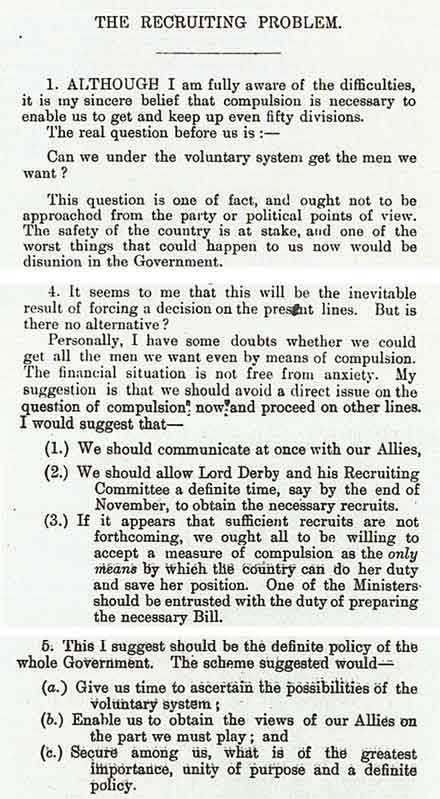 THE RECRUITING PROBLEM.
1. ALTHOUGH I am fully aware of the difficulties,
it is my sincere belief that compulsion is necessary to
enable us to get and keep up even fifty divisions.
The real question before us is :—
Can we under the voluntary system get the men we
want ?
This question is one of fact, and ought not to be
approached from the party or political points of view.
The safety of the country is at stake, and one of the
worst things that could happen to us now would be
disunion in the Government.
4. It seems to me that this will be the inevitable
result of forcing a decision on the present lines. But is
there no alternative ?
Personally, I have some doubts whether we could
get all the men we want even by means of compulsion.
The financial situation is not free from anxiety. My
suggestion is that we should avoid a direct issue on the
question of compulsion" now" and proceed on other lines.
I would suggest that—
(1.) We should communicate at once with our Allies,
(2.) We should allow Lord Derby and his Recruiting
Committee a definite time, say by the end of
November, to obtain the necessary recruits.
(3.) If it appears that sufficient recruits are not
forthcoming, we ought all to be willing to
accept a measure of compulsion as the only
means by which the country can do her duty
and save her position. One of the Ministers
should be entrusted with the duty of preparing
the necessary Bill.
5. This I suggest should be the definite policy of the
whole Government. The scheme suggested would—
(a.) Give us time to ascertain the possibilities of the
voluntary system ;
(b.) Enable us to obtain the views of our Allies on
the part we must play ; and
(c.) Secure among us, what is of the greatest
importance, unity of purpose and a definite
policy.